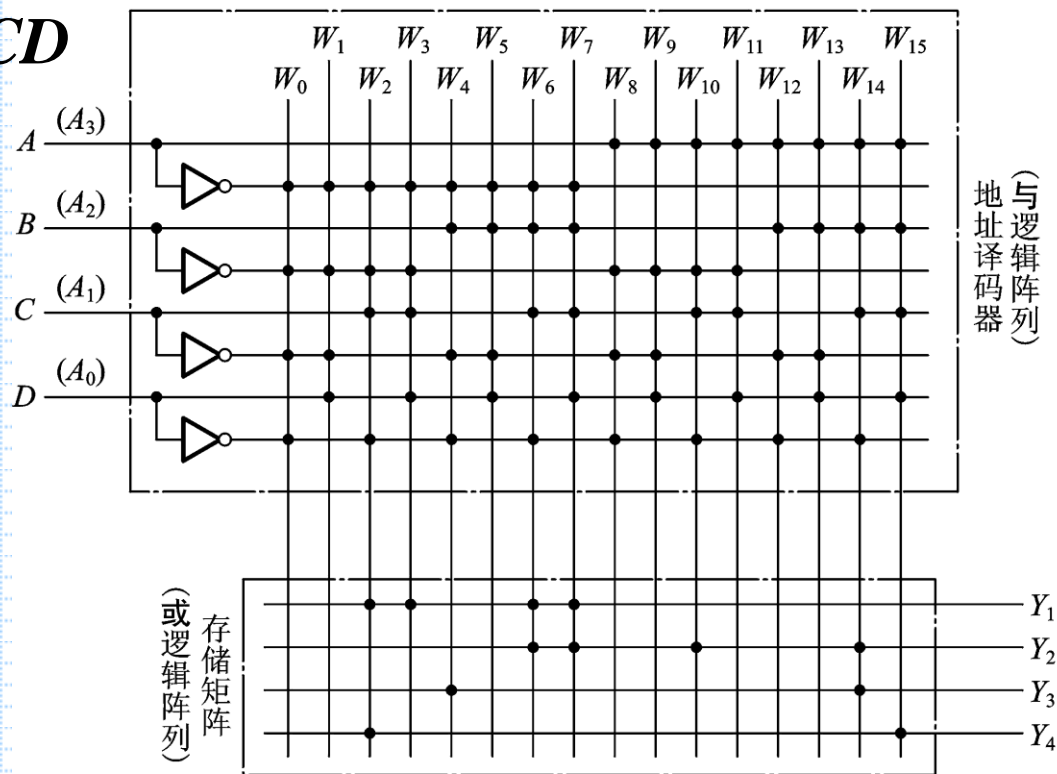 CD
W₁ W₃ W₅ W₇ W₉ W₁₁ W₁₃ W₁₅
W₀ W₂ W₄ W₆ W₈ W₁₀ W₁₂ W₁₄
A (A₃)
B (A₂)
C (A₁)
D (A₀)
地址译码器
(与逻辑阵列)
存储矩阵
(或逻辑阵列)
Y₁
Y₂
Y₃
Y₄